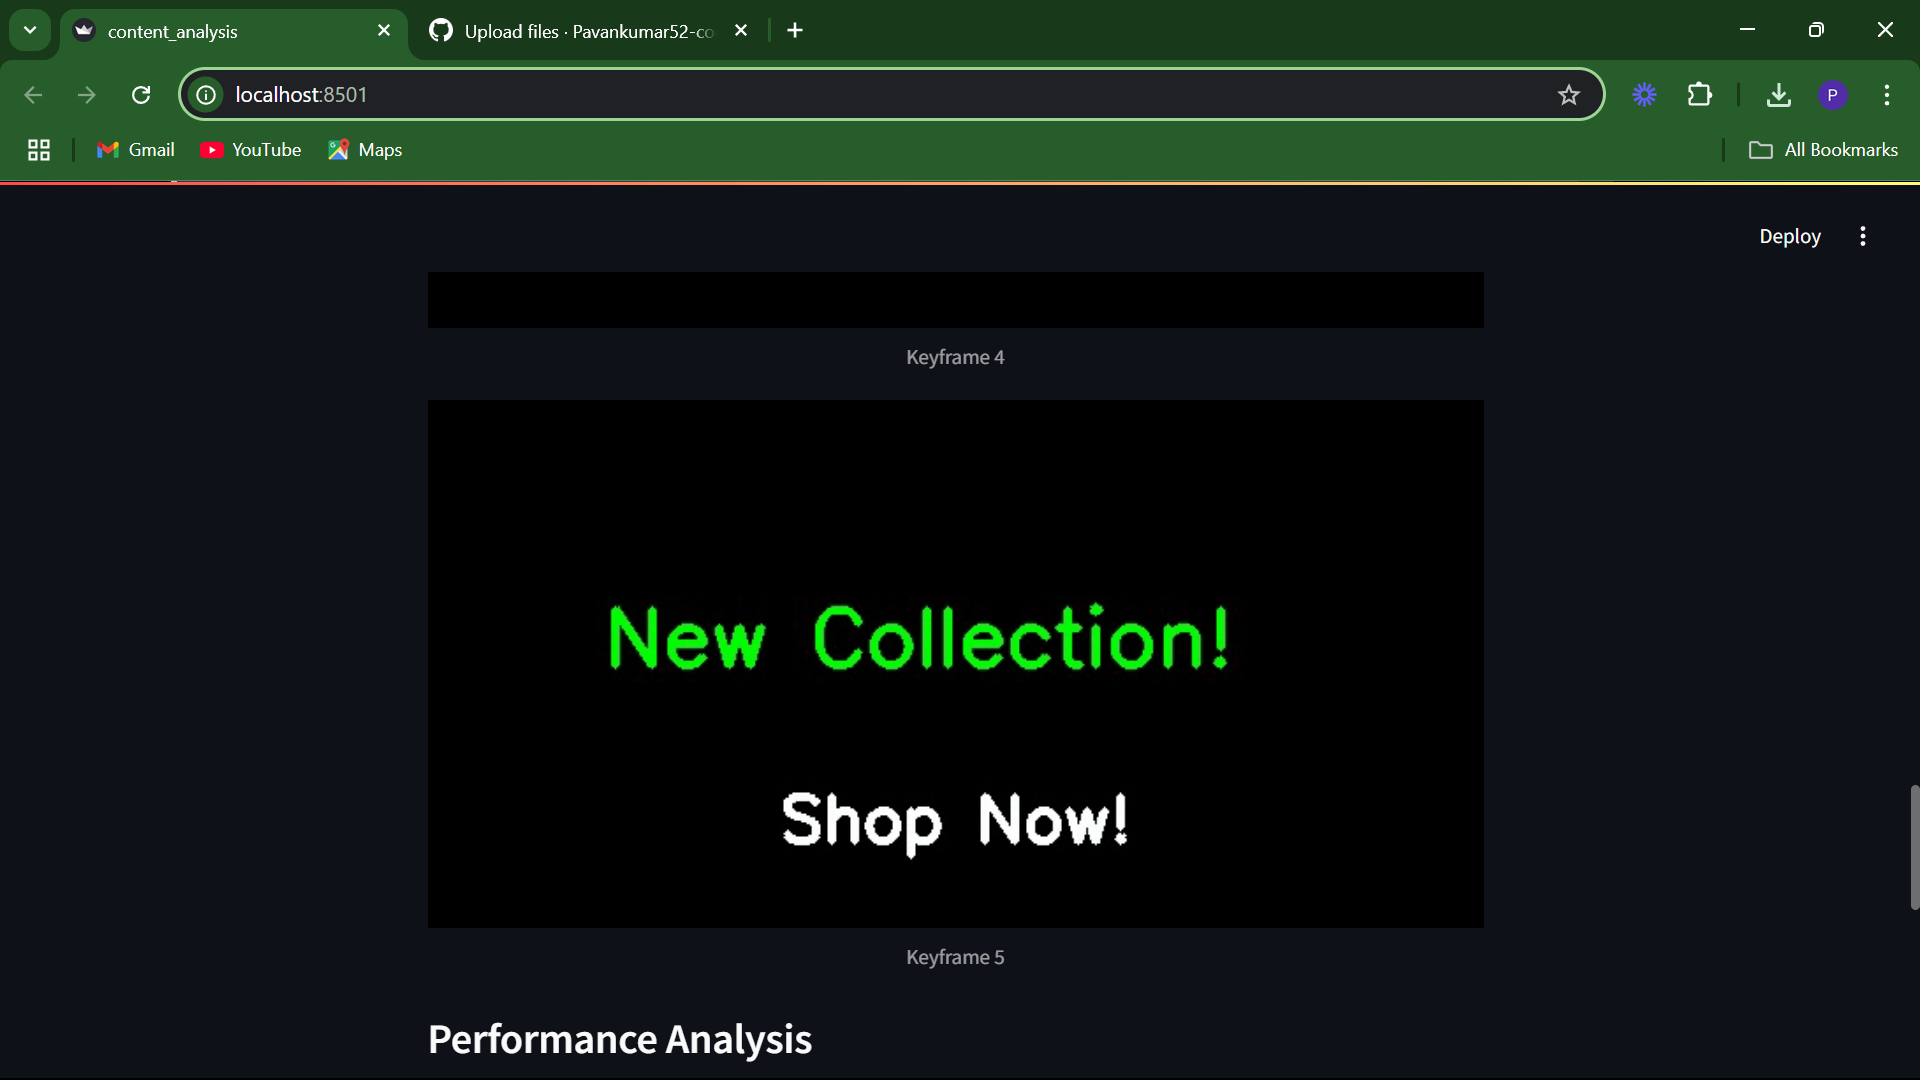 content_analysis
Upload files · Pavankumar52-co
localhost:8501
P
Gmail
YouTube
Maps
All Bookmarks
Deploy
Keyframe 4
New Collection!
Shop Now!
Keyframe 5
Performance Analysis